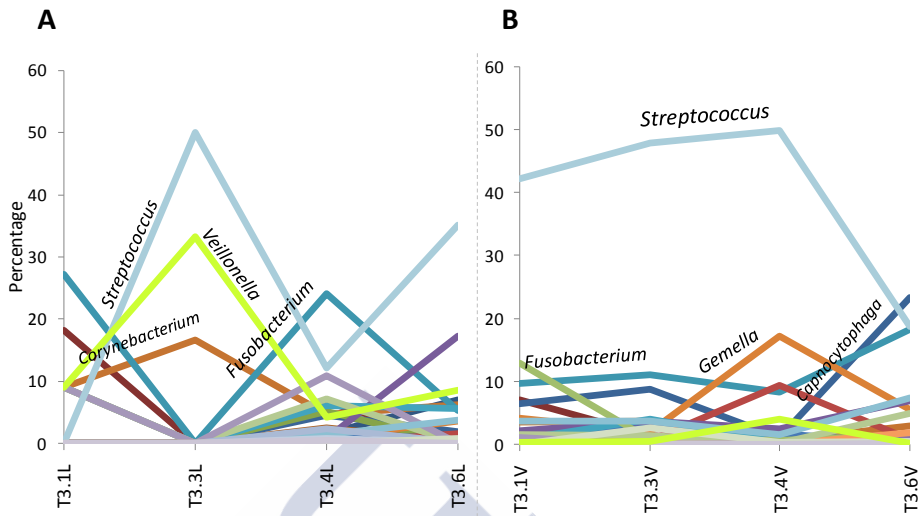 A
B
60
50
40
30
20
10
0
Percentage
Streptococcus
Veillonella
Corynebacterium
Fusobacterium
T3.1L
T3.3L
T3.4L
T3.6L
60
50
40
30
20
10
0
Streptococcus
Fusobacterium
Gemella
Capnocytophaga
T3.1V
T3.3V
T3.4V
T3.6V